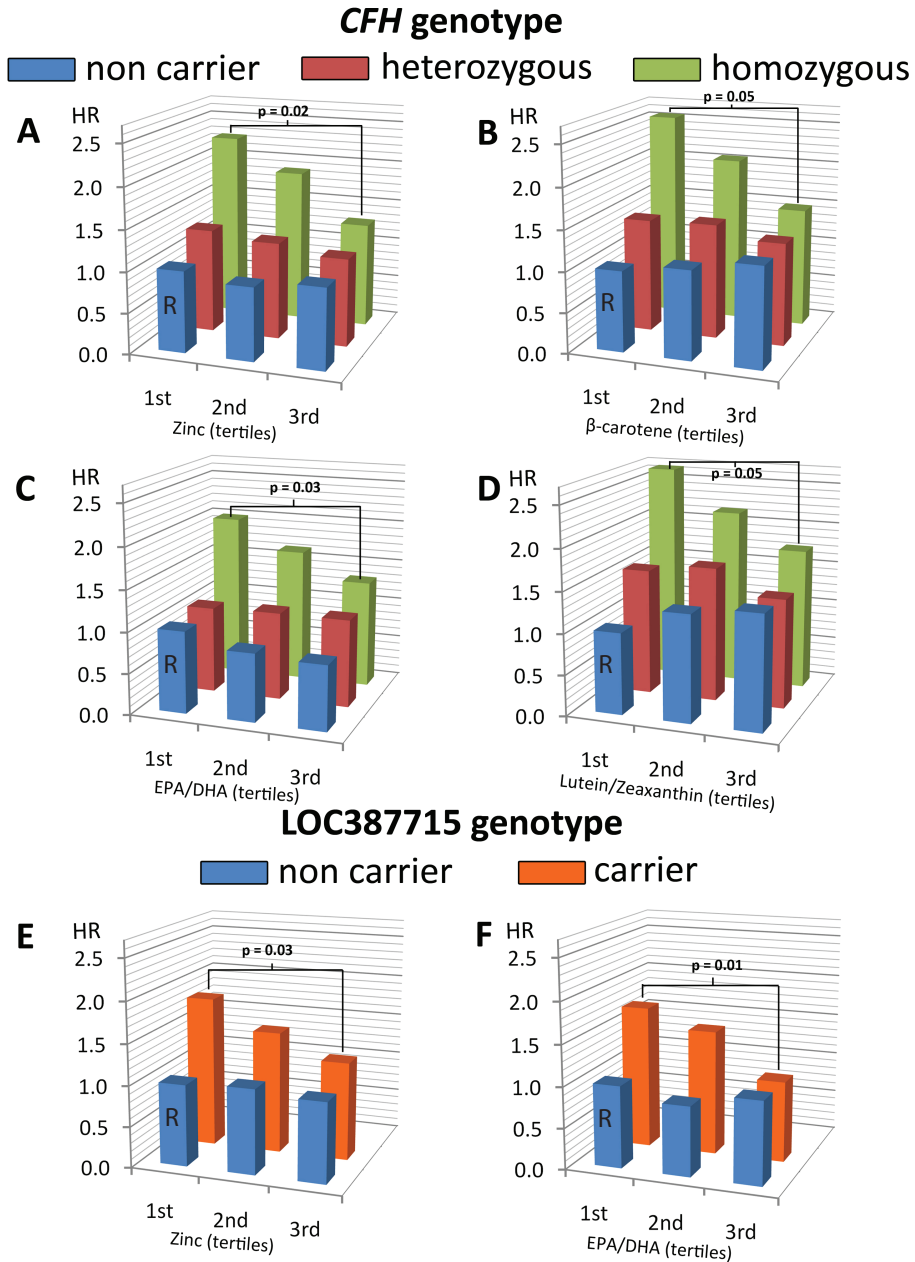 CFH genotype
non carrier heterozygous homozygous
A HR p = 0.02
2.5
2.0
1.5
1.0
0.5
0.0
R
1st 2nd 3rd
Zinc (tertiles)
B HR p = 0.05
2.5
2.0
1.5
1.0
0.5
0.0
R
1st 2nd 3rd
β-carotene (tertiles)
C HR p = 0.03
2.5
2.0
1.5
1.0
0.5
0.0
R
1st 2nd 3rd
EPA/DHA (tertiles)
D HR p = 0.05
2.5
2.0
1.5
1.0
0.5
0.0
R
1st 2nd 3rd
Lutein/Zeaxanthin (tertiles)
LOC387715 genotype
non carrier carrier
E HR p = 0.03
2.5
2.0
1.5
1.0
0.5
0.0
R
1st 2nd 3rd
Zinc (tertiles)
F HR p = 0.01
2.5
2.0
1.5
1.0
0.5
0.0
R
1st 2nd 3rd
EPA/DHA (tertiles)